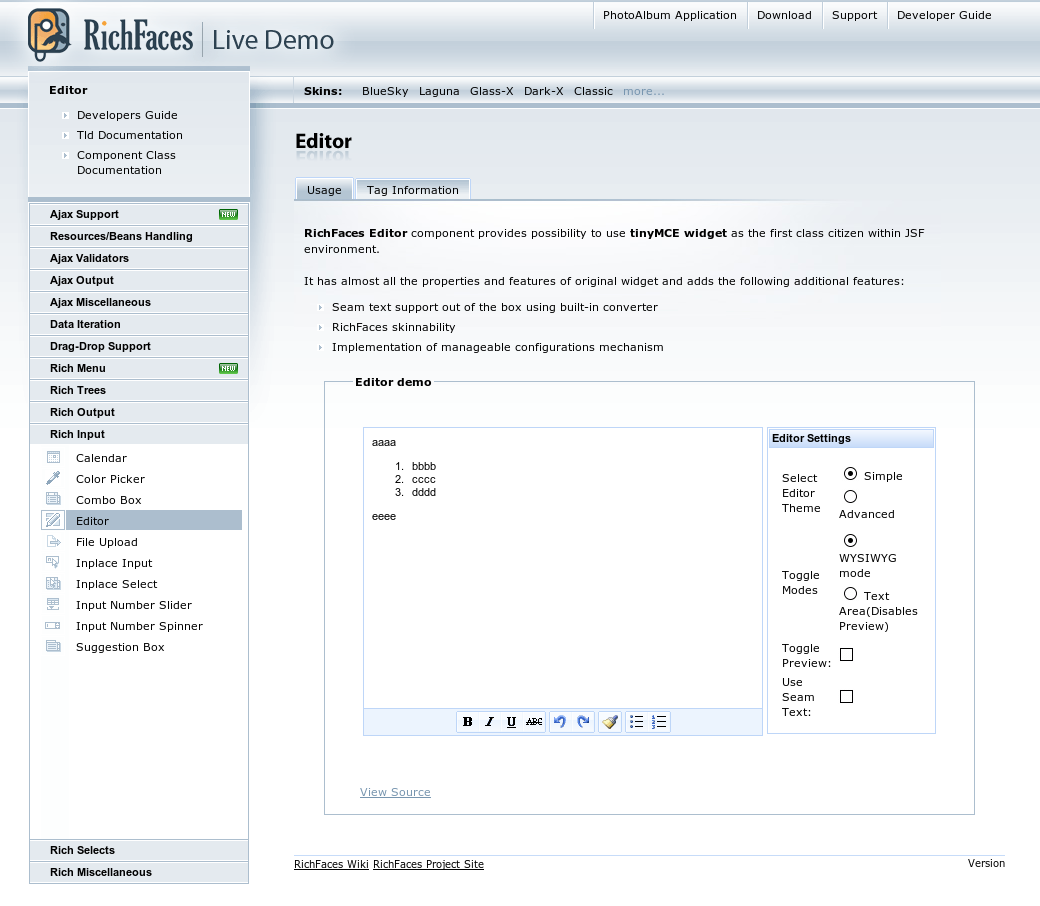 PhotoAlbum Application Download Support Developer Guide
RichFaces Live Demo
Skins: BlueSky Laguna Glass-X Dark-X Classic more...
Editor
Developers Guide
Tld Documentation
Component Class
Documentation
Ajax Support NEW
Resources/Beans Handling
Ajax Validators
Ajax Output
Ajax Miscellaneous
Data Iteration
Drag-Drop Support
Rich Menu NEW
Rich Trees
Rich Output
Rich Input
Calendar
Color Picker
Combo Box
Editor
File Upload
Inplace Input
Inplace Select
Input Number Slider
Input Number Spinner
Suggestion Box
Rich Selects
Rich Miscellaneous
Editor
Usage Tag Information
RichFaces Editor component provides possibility to use tinyMCE widget as the first class citizen within JSF
environment.
It has almost all the properties and features of original widget and adds the following additional features:
Seam text support out of the box using built-in converter
RichFaces skinnability
Implementation of manageable configurations mechanism
Editor demo
aaaa
1. bbbb
2. cccc
3. dddd
eeee
B I U ABC
Editor Settings
Select
Editor
Theme
Simple
Advanced
Toggle
Modes
WYSIWYG
mode
Text
Area(Disables
Preview)
Toggle
Preview:
Use
Seam
Text:
View Source
RichFaces Wiki RichFaces Project Site
Version